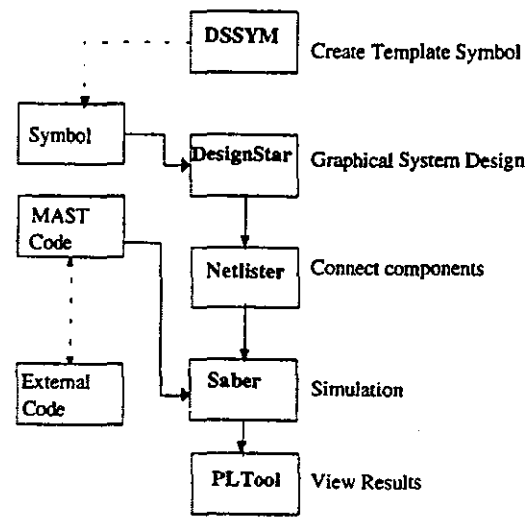 DSSYM
Create Template Symbol
Symbol
DesignStar
Graphical System Design
MAST
Code
Netlister
Connect components
External
Code
Saber
Simulation
PLTool
View Results